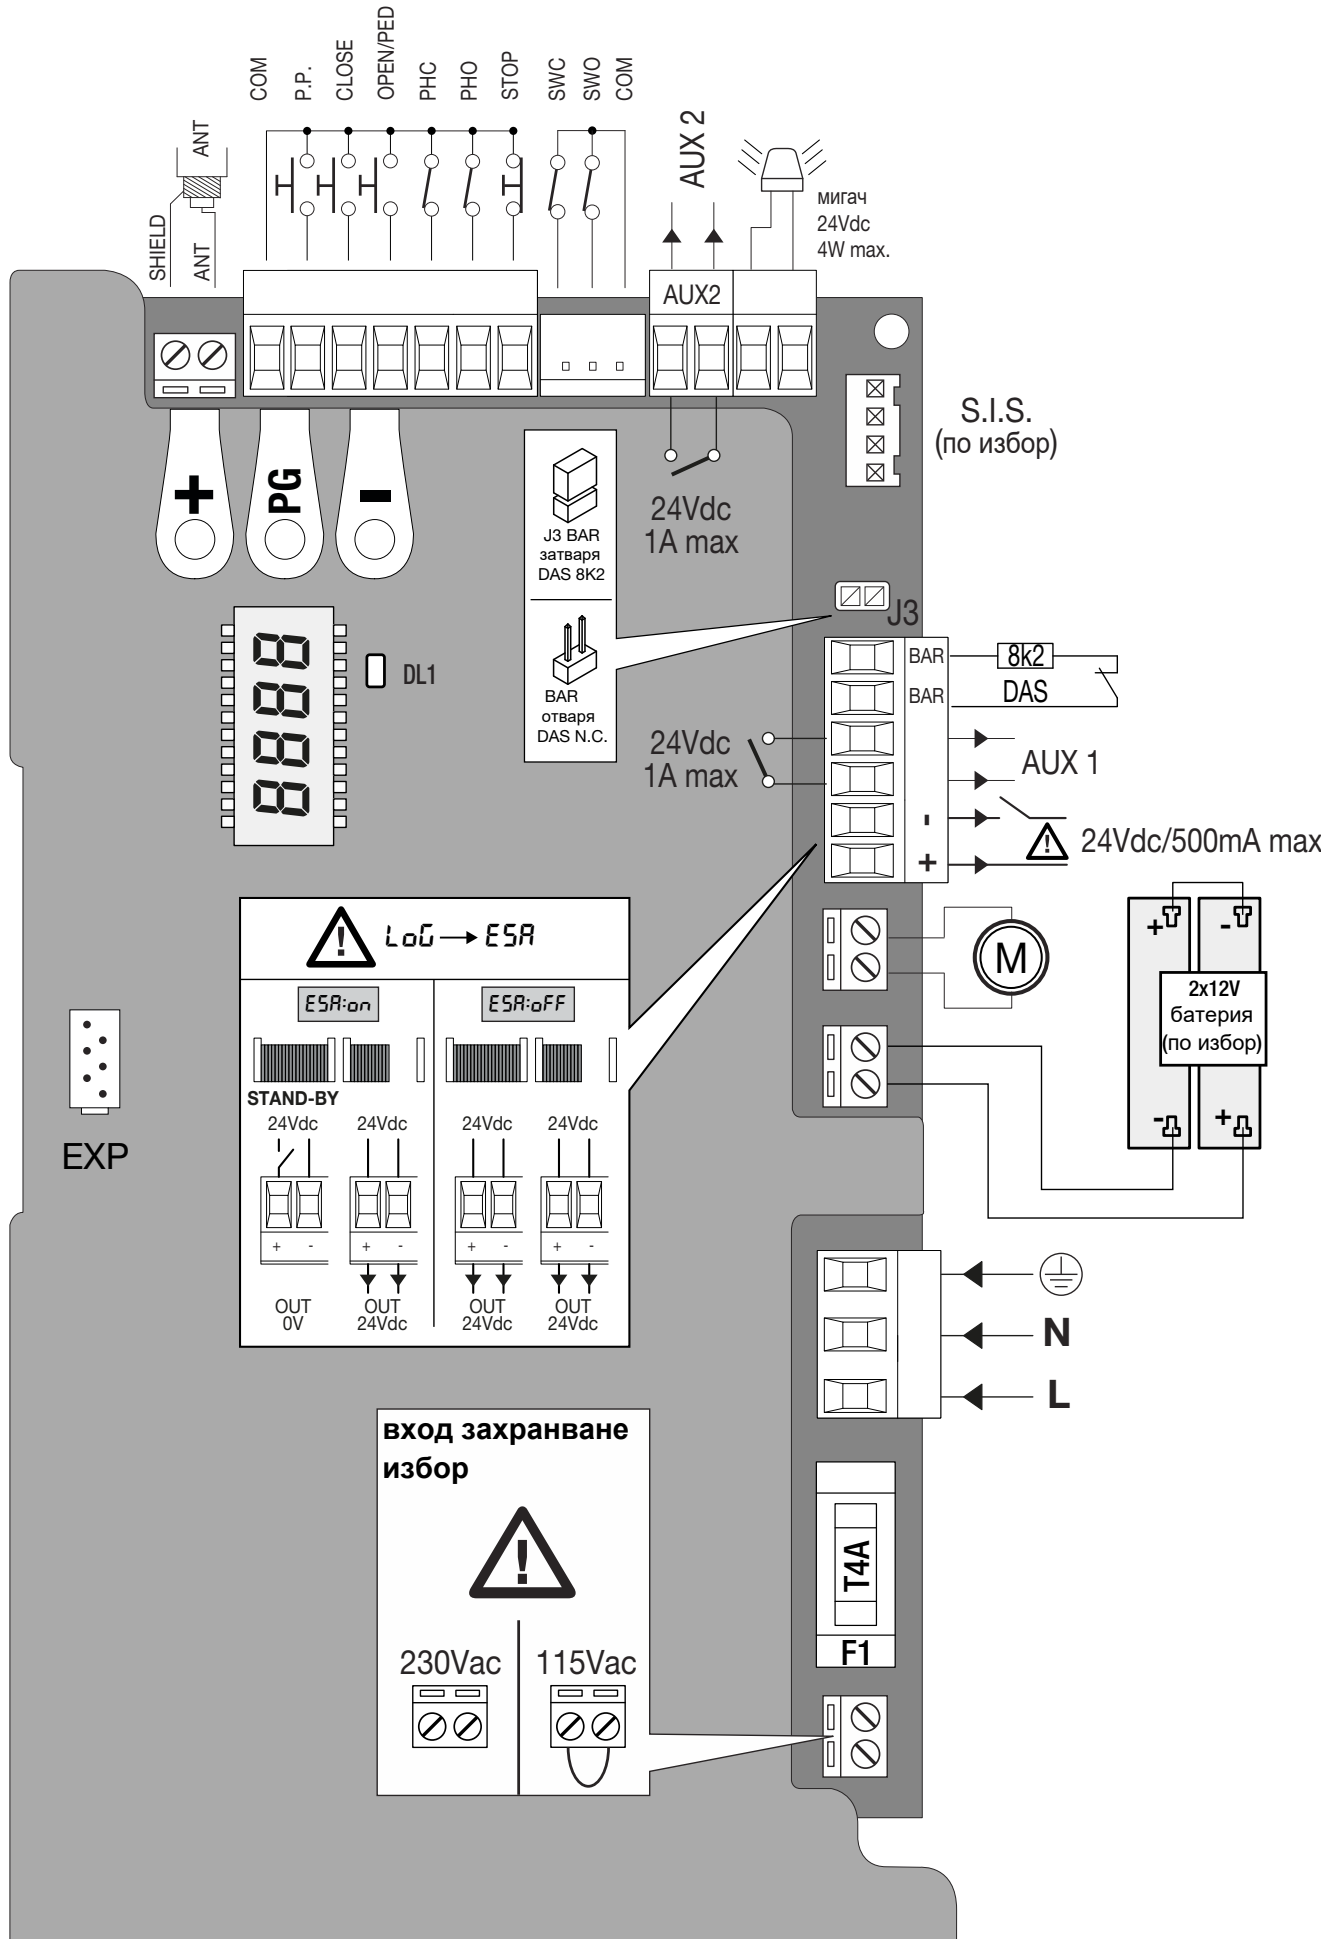 COM
P.P.
CLOSE
OPEN/PED
PHC
PHO
STOP
SWC
SWO
COM
ANT
SHIELD
ANT
AUX 2
мигач
24Vdc
4W max.
AUX2
S.I.S.
(по избор)
+
PG
-
24Vdc
1A max
J3 BAR
затваря
DAS 8K2
BAR
отваря
DAS N.C.
J3
8888
DL1
BAR
8k2
BAR
DAS
24Vdc
1A max
AUX 1
-
+
24Vdc/500mA max
M
+
-
2x12V
батерия
(по избор)
-
+
LoG → ESA
ESA:on
ESA:oFF
STAND-BY
24Vdc
24Vdc
24Vdc
24Vdc
+ -
+ -
+ -
+ -
OUT
0V
OUT
24Vdc
OUT
24Vdc
OUT
24Vdc
EXP
N
L
вход захранване
избор
230Vac
115Vac
T4A
F1